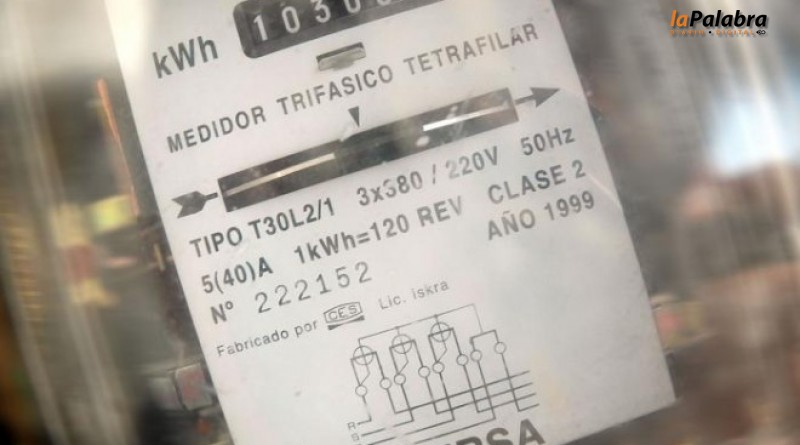 laPalabra
kWh
MEDIDOR TRIFASICO TETRAFILAR
TIPO T30L2/1 3x380 / 220V 50Hz
5(40)A 1kWh=120 REV CLASE 2
Nº 222152 AÑO 1999
Fabricado por CES Lic. iskra
R
S